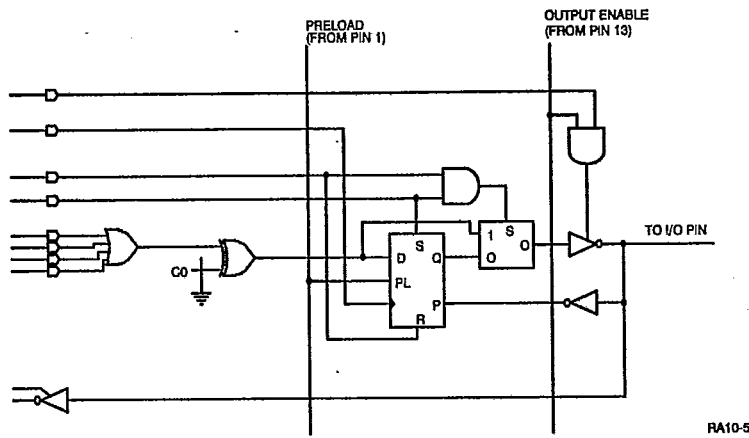 PRELOAD
(FROM PIN 1)
OUTPUT ENABLE
(FROM PIN 13)
S
1
O
O
TO I/O PIN
S
D
Q
C0
PL
P
R
RA10-5